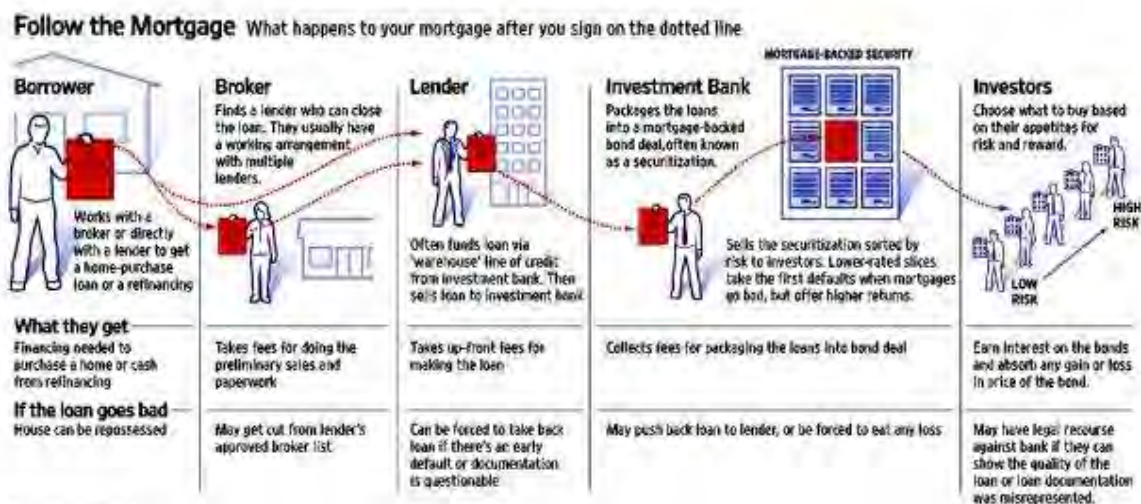 Follow the Mortgage What happens to your mortgage after you sign on the dotted line
Borrower
Works with a
broker or directly
with a lender to get
a home-purchase
loan or a refinancing
Broker
Finds a lender who can close
the loan. They usually have
a working arrangement
with multiple
lenders.
Lender
Often funds loan via
'warehouse' line of credit
from investment bank. Then
sells loan to investment bank
Investment Bank
Packages the loans
into a mortgage-backed
bond deal, often known
as a securitization.
MORTGAGE-BACKED SECURITY
Sells the securitization sorted by
risk to investors. Lower-rated slices
take the first defaults when mortgages
go bad, but offer higher returns.
Investors
Choose what to buy based
on their appetites for
risk and reward.
HIGH
RISK
LOW
RISK
What they get
Financing needed to
purchase a home or cash
from refinancing
Takes fees for doing the
preliminary sales and
paperwork
Takes up-front fees for
making the loan
Collects fees for packaging the loans into bond deal
Earn interest on the bonds
and absorb any gain or loss
in price of the bond.
If the loan goes bad
House can be repossessed
May get cut from lender's
approved broker list
Can be forced to take back
loan if there's an early
default or documentation
is questionable
May push back loan to lender, or be forced to eat any loss
May have legal recourse
against bank if they can
show the quality of the
loan or loan documentation
was misrepresented.